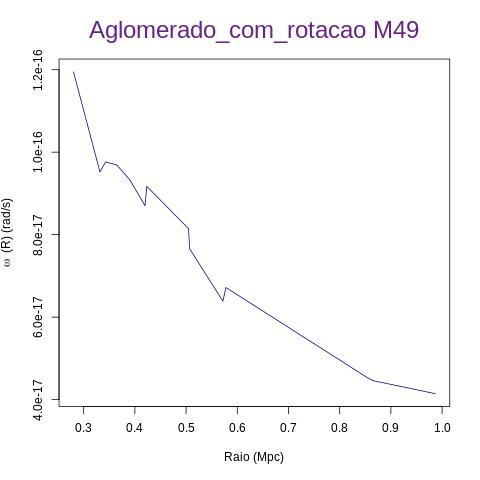 Aglomerado_com_rotacao M49
1.2e-16
1.0e-16
8.0e-17
6.0e-17
4.0e-17
ω (R) (rad/s)
0.3 0.4 0.5 0.6 0.7 0.8 0.9 1.0
Raio (Mpc)